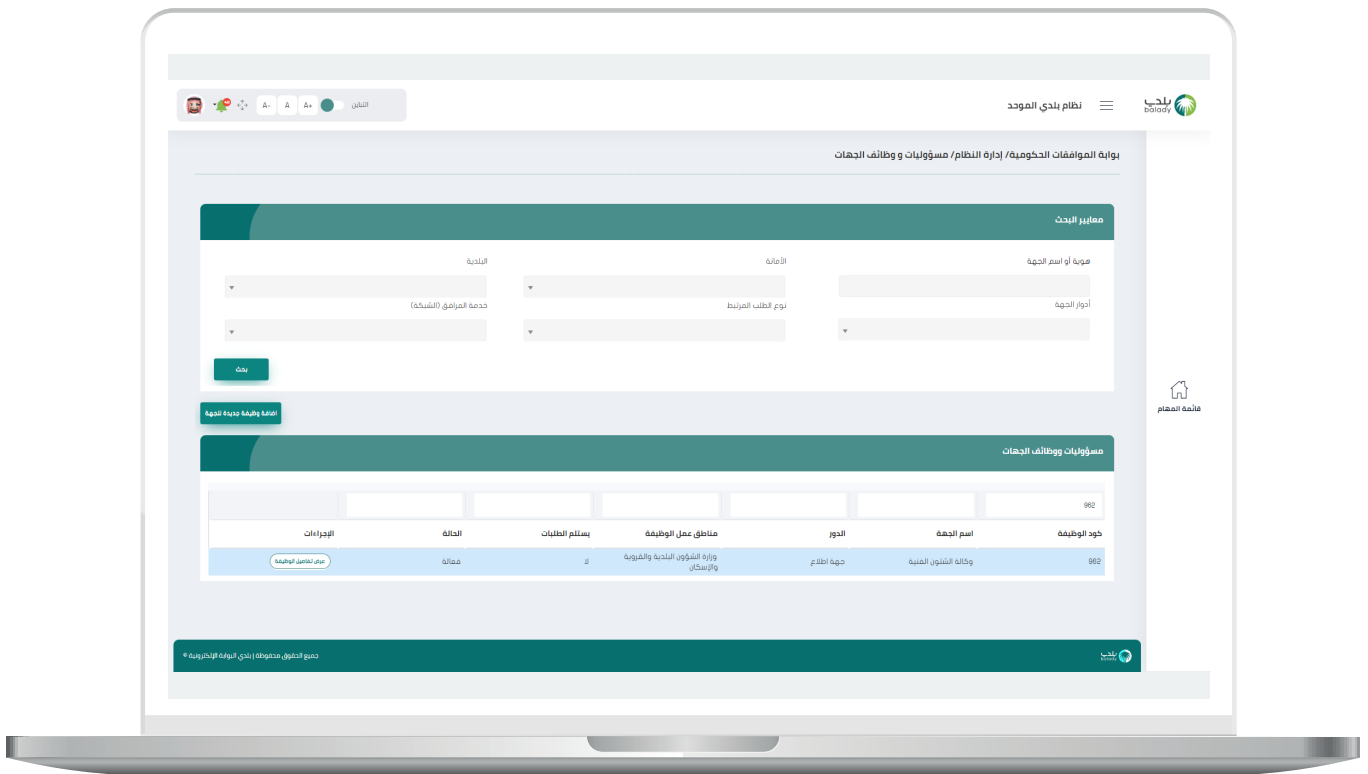 بلدي
balady
نظام بلدي الموحد
التباين
A+
A
A-
بوابة الموافقات الحكومية/ إدارة النظام/ مسؤوليات و وظائف الجهات
معايير البحث
هوية أو اسم الجهة
الأمانة
البلدية
أدوار الجهة
نوع الطلب المرتبط
خدمة المرافق (الشبكة)
بحث
اضافة وظيفة جديدة للجهة
قائمة المهام
مسؤوليات ووظائف الجهات
962
كود الوظيفة اسم الجهة الدور مناطق عمل الوظيفة يستلم الطلبات الحالة الإجراءات
962 وكالة الشئون الفنية جهة اطلاع وزارة الشؤون البلدية والقروية والإسكان لا فعالة عرض تفاصيل الوظيفة
بلدي
balady
جميع الحقوق محفوظة | بلدي البوابة الإلكترونية ©